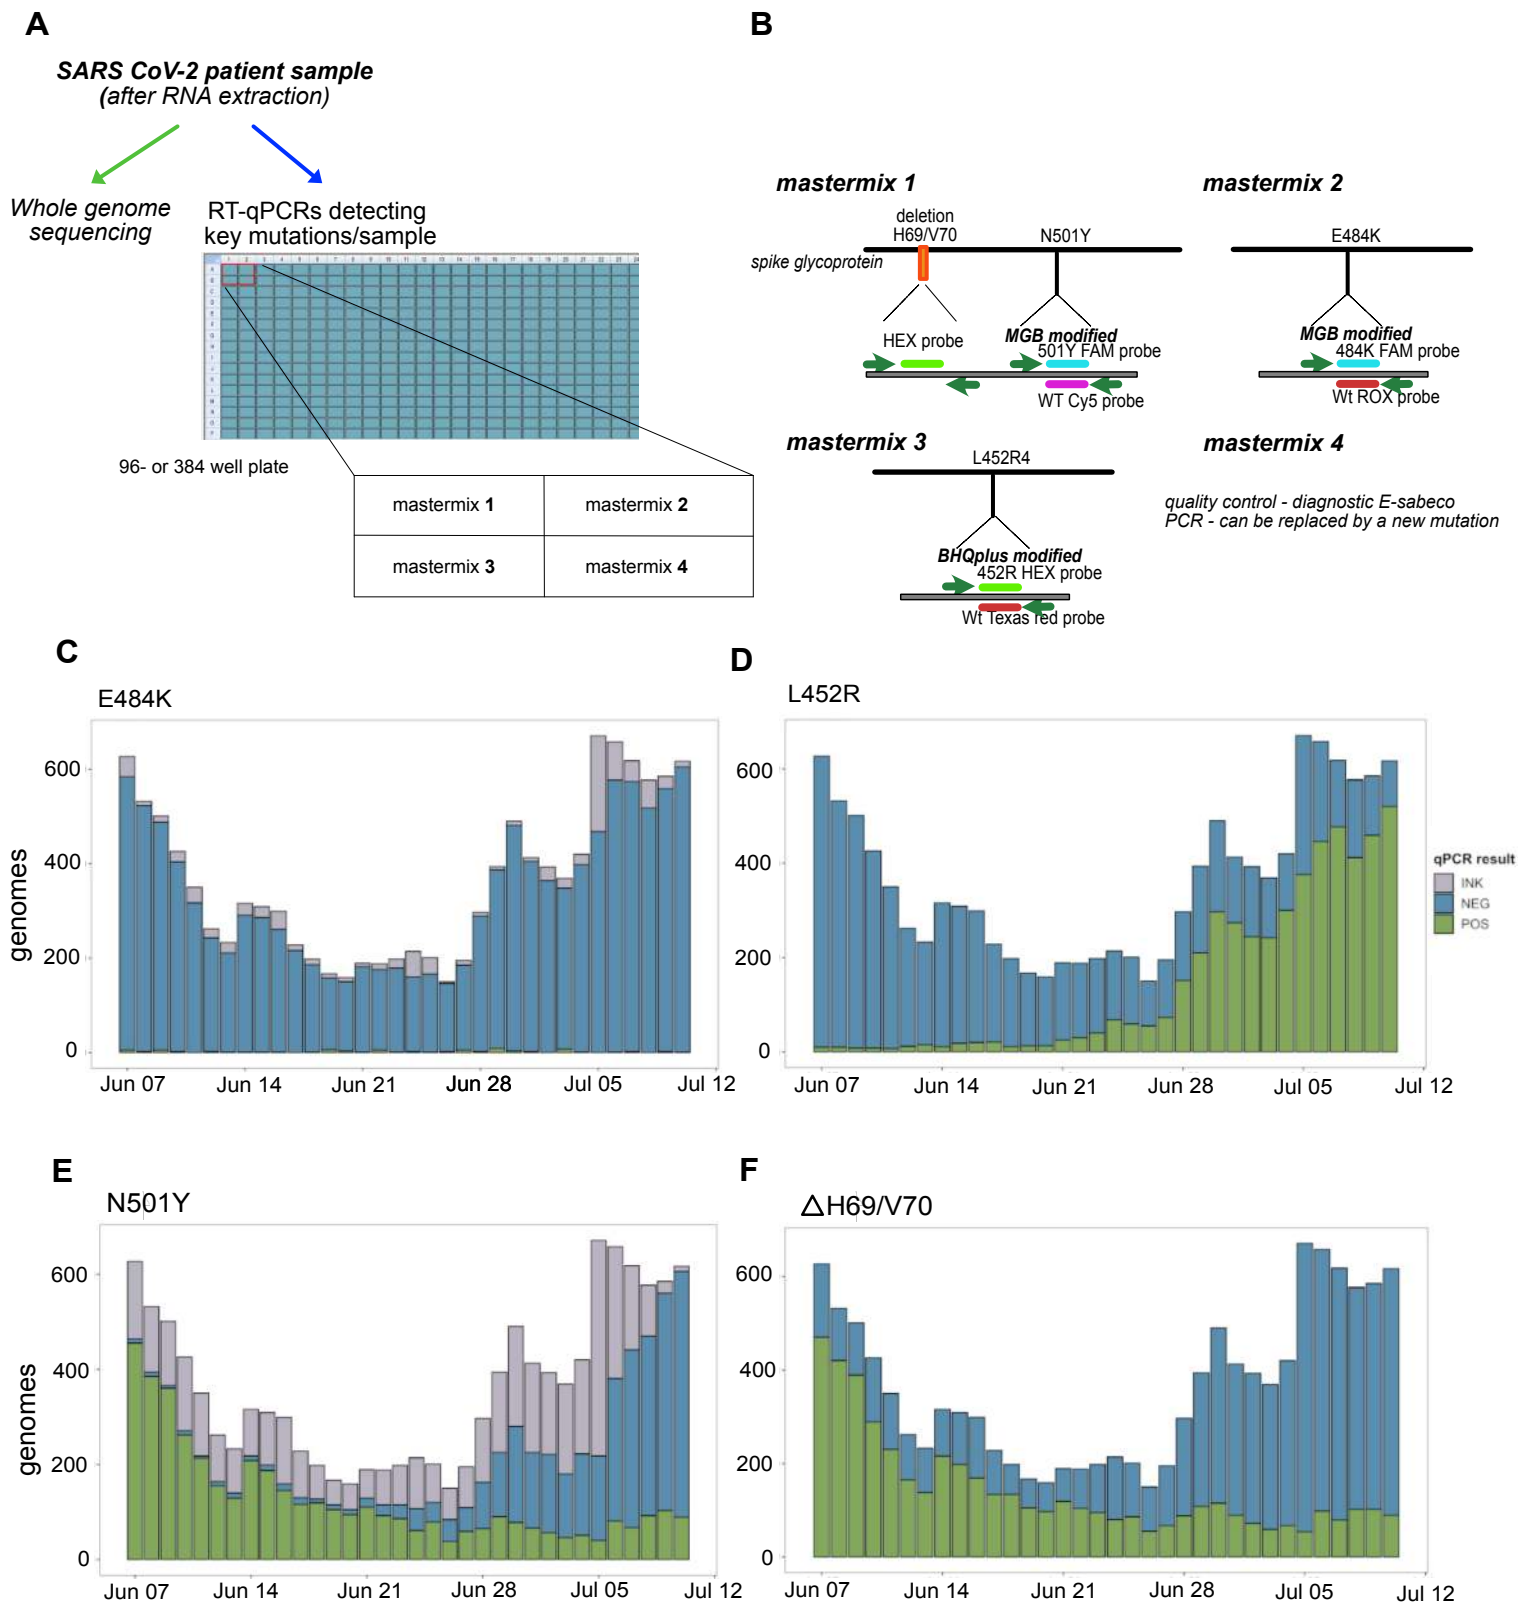 A
SARS CoV-2 patient sample
(after RNA extraction)
Whole genome
sequencing
RT-qPCRs detecting
key mutations/sample
96- or 384 well plate
mastermix 1
mastermix 2
mastermix 3
mastermix 4
B
mastermix 1
deletion
H69/V70
N501Y
spike glycoprotein
HEX probe
MGB modified
501Y FAM probe
WT Cy5 probe
mastermix 2
E484K
MGB modified
484K FAM probe
Wt ROX probe
mastermix 3
L452R4
BHQplus modified
452R HEX probe
Wt Texas red probe
mastermix 4
quality control - diagnostic E-sabeco
PCR - can be replaced by a new mutation
C
E484K
genomes
600
400
200
0
Jun 07
Jun 14
Jun 21
Jun 28
Jul 05
Jul 12
D
L452R
600
400
200
0
Jun 07
Jun 14
Jun 21
Jun 28
Jul 05
Jul 12
qPCR result
INK
NEG
POS
E
N501Y
genomes
600
400
200
0
Jun 07
Jun 14
Jun 21
Jun 28
Jul 05
Jul 12
F
△H69/V70
600
400
200
0
Jun 07
Jun 14
Jun 21
Jun 28
Jul 05
Jul 12